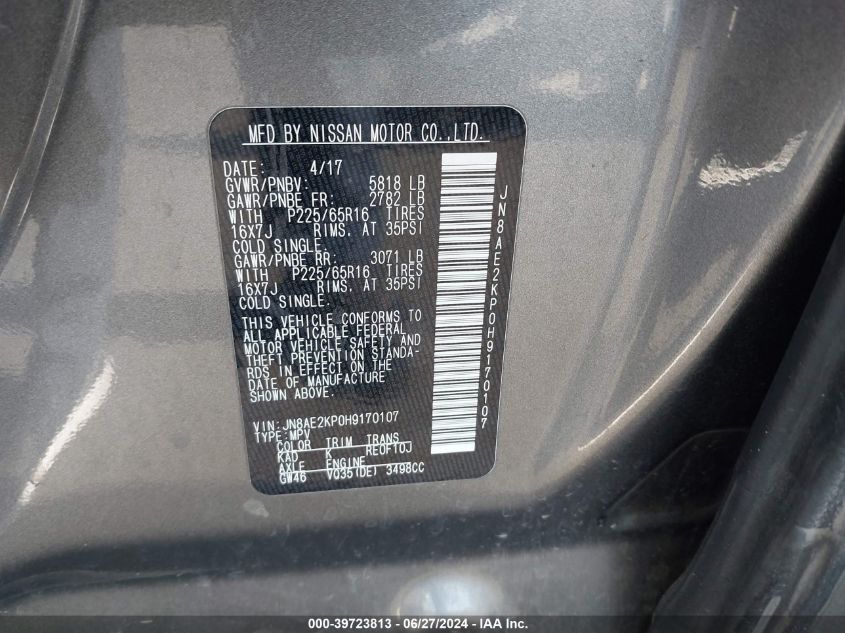 MFD BY NISSAN MOTOR CO.,LTD.
DATE: 4/17
GVWR/PNBV: 5818 LB
GAWR/PNBE FR: 2782 LB
WITH P225/65R16 TIRES
16X7J RIMS. AT 35PSI
COLD SINGLE.
GAWR/PNBE RR: 3071 LB
WITH P225/65R16 TIRES
16X7J RIMS. AT 35PSI
COLD SINGLE.
THIS VEHICLE CONFORMS TO
ALL APPLICABLE FEDERAL
MOTOR VEHICLE SAFETY AND
THEFT PREVENTION STANDA-
RDS IN EFFECT ON THE
DATE OF MANUFACTURE
SHOWN ABOVE.
VIN: JN8AE2KP0H9170107
TYPE: MPV
COLOR TRIM TRANS
KAD K RE0F10J
AXLE ENGINE
GW46 VQ35(DE) 3498CC
JN8AE2KP0H9170107
000-39723813 - 06/27/2024 - IAA Inc.